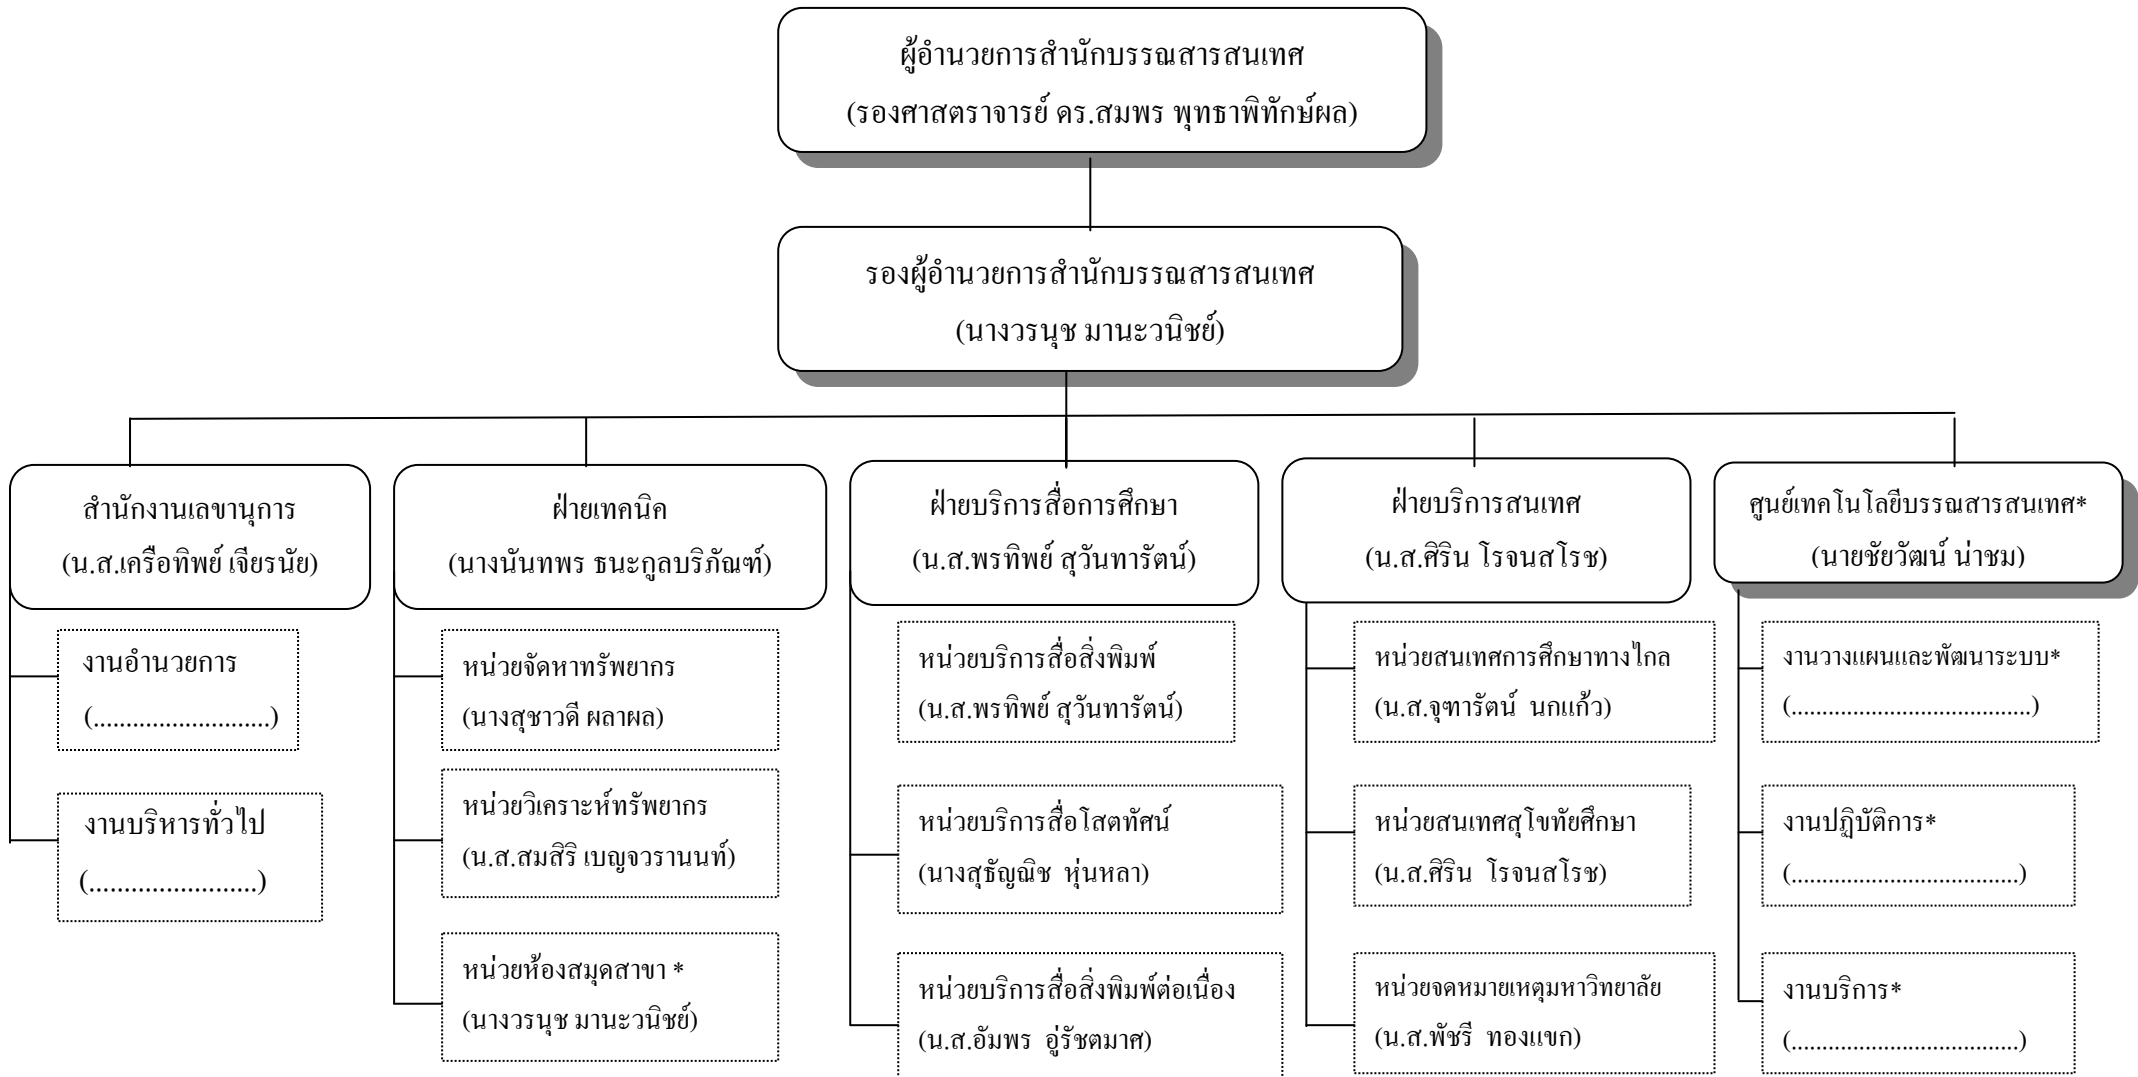 ผู้อำนวยการสำนักบรรณสารสนเทศ
(รองศาสตราจารย์ ดร.สมพร พุทธาพิทักษ์ผล)
รองผู้อำนวยการสำนักบรรณสารสนเทศ
(นางวรนุช มานะวนิชย์)
สำนักงานเลขานุการ
(น.ส.เครือทิพย์ เจียรนัย)
งานอำนวยการ
(...........................)
งานบริหารทั่วไป
(........................)
ฝ่ายเทคนิค
(นางนันทพร ธนะกูลบริภัณฑ์)
หน่วยจัดหาทรัพยากร
(นางสุชาวดี ผลาผล)
หน่วยวิเคราะห์ทรัพยากร
(น.ส.สมสิริ เบญจวรานนท์)
หน่วยห้องสมุดสาขา *
(นางวรนุช มานะวนิชย์)
ฝ่ายบริการสื่อการศึกษา
(น.ส.พรทิพย์ สุวันทารัตน์)
หน่วยบริการสื่อสิ่งพิมพ์
(น.ส.พรทิพย์ สุวันทารัตน์)
หน่วยบริการสื่อโสตทัศน์
(นางสุธัญณิช หุ่นหลา)
หน่วยบริการสื่อสิ่งพิมพ์ต่อเนื่อง
(น.ส.อัมพร อู่รัชตมาศ)
ฝ่ายบริการสนเทศ
(น.ส.ศิริน โรจนสโรช)
หน่วยสนเทศการศึกษาทางไกล
(น.ส.จุฑารัตน์ นกแก้ว)
หน่วยสนเทศสุโขทัยศึกษา
(น.ส.ศิริน โรจนสโรช)
หน่วยจดหมายเหตุมหาวิทยาลัย
(น.ส.พัชรี ทองแขก)
ศูนย์เทคโนโลยีบรรณสารสนเทศ*
(นายชัยวัฒน์ น่าชม)
งานวางแผนและพัฒนาระบบ*
(....................................)
งานปฏิบัติการ*
(...................................)
งานบริการ*
(...................................)